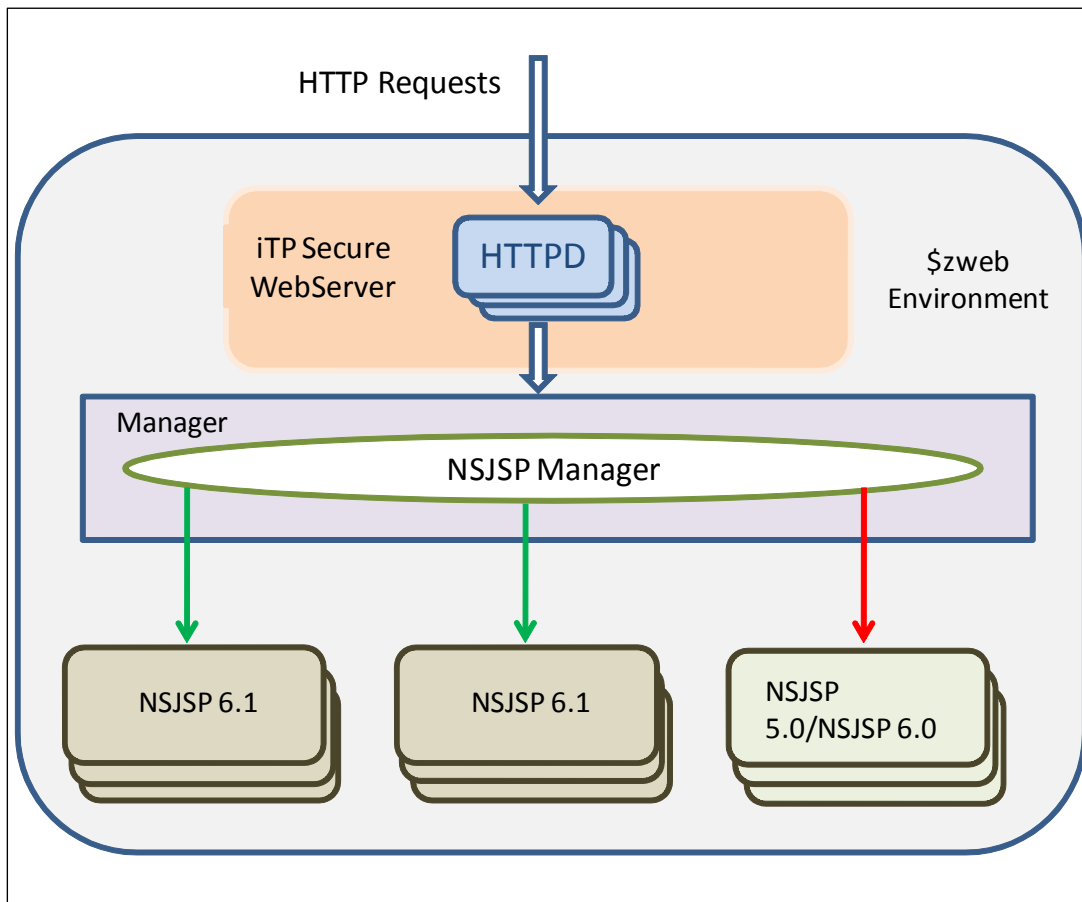 HTTP Requests
iTP Secure
WebServer
HTTPD
$zweb
Environment
Manager
NSJSP Manager
NSJSP 6.1
NSJSP 6.1
NSJSP
5.0/NSJSP 6.0